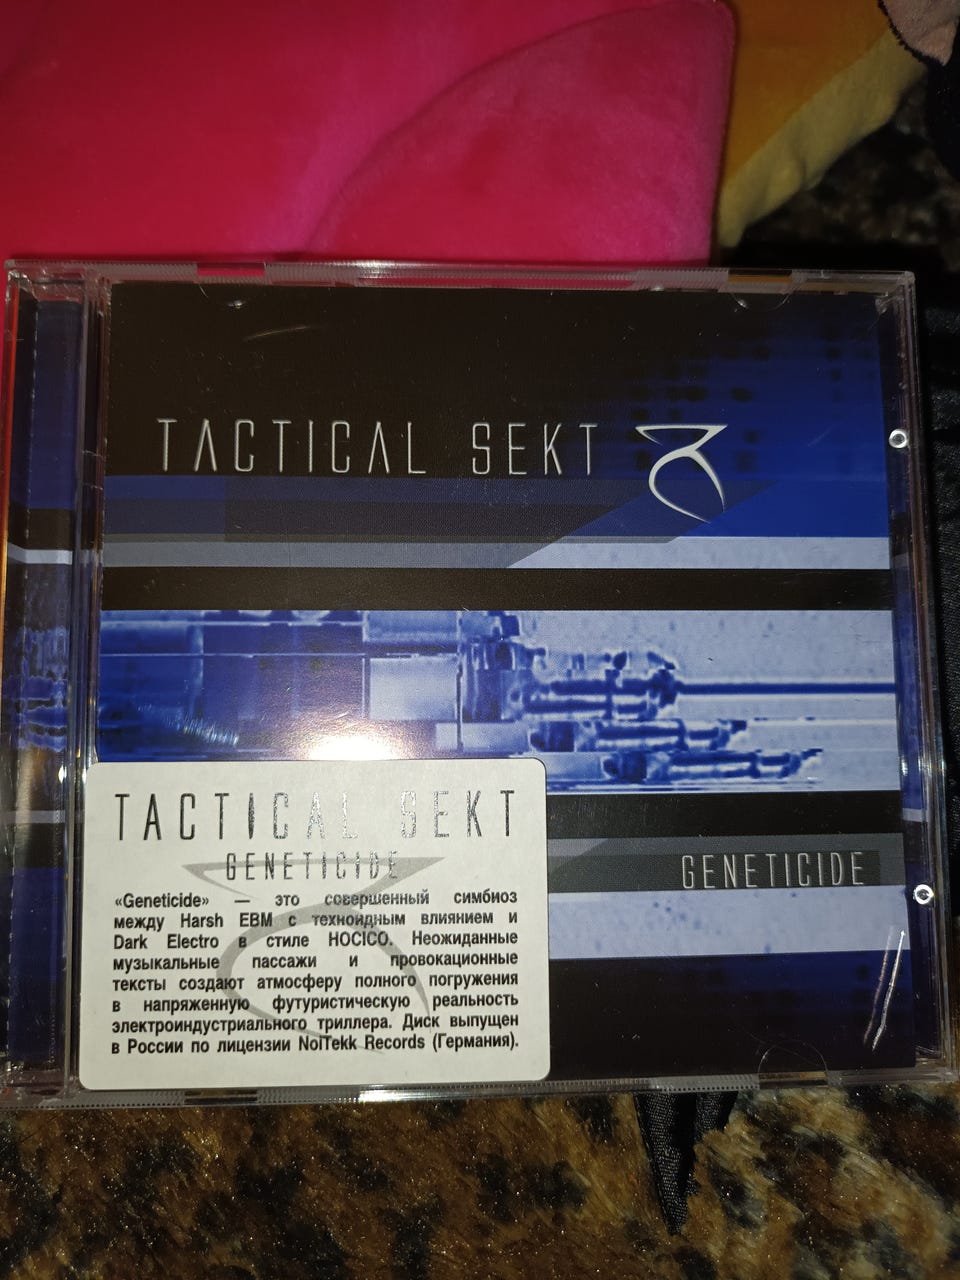 TACTICAL SEKT
GENETICIDE
TACTICAL SEKT
GENETICIDE
«Geneticide» — это совершенный симбиоз
между Harsh EBM с техноидным влиянием и
Dark Electro в стиле HOCICO. Неожиданные
музыкальные пассажи и провокационные
тексты создают атмосферу полного погружения
в напряженную футуристическую реальность
электроиндустриального триллера. Диск выпущен
в России по лицензии NoiTekk Records (Германия).